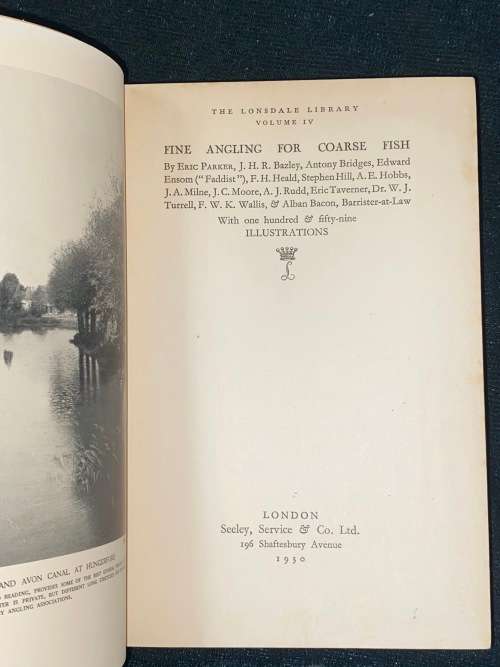 AND AVON CANAL AT HUNGERFORD
READING, PROVIDES SOME OF THE BEST
TER IS PRIVATE, BUT DIFFERENT LONG STRETCHES
Y ANGLING ASSOCIATIONS.
THE LONSDALE LIBRARY
VOLUME IV
FINE ANGLING FOR COARSE FISH
By Eric Parker, J. H. R. Bazley, Antony Bridges, Edward
Ensom ("Faddist"), F. H. Heald, Stephen Hill, A. E. Hobbs,
J. A. Milne, J. C. Moore, A. J. Rudd, Eric Taverner, Dr. W. J.
Turrell, F. W. K. Wallis, & Alban Bacon, Barrister-at-Law
With one hundred & fifty-nine
ILLUSTRATIONS
L
LONDON
Seeley, Service & Co. Ltd.
196 Shaftesbury Avenue
1930